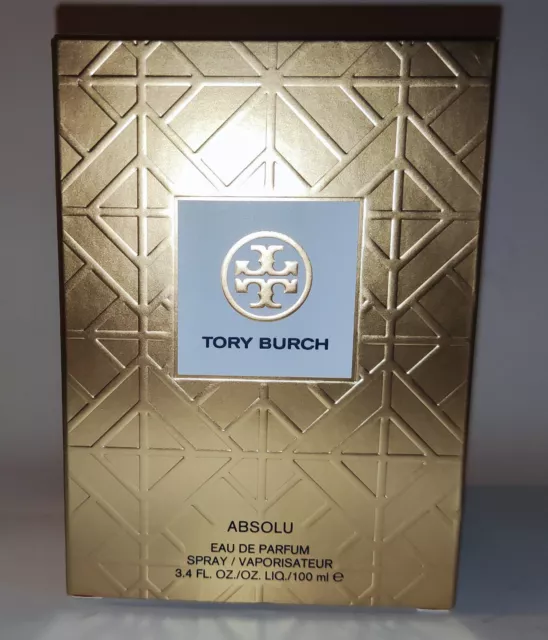 TORY BURCH
ABSOLU
EAU DE PARFUM
SPRAY / VAPORISATEUR
3.4 FL. OZ./OZ. LIQ./100 ml ℮